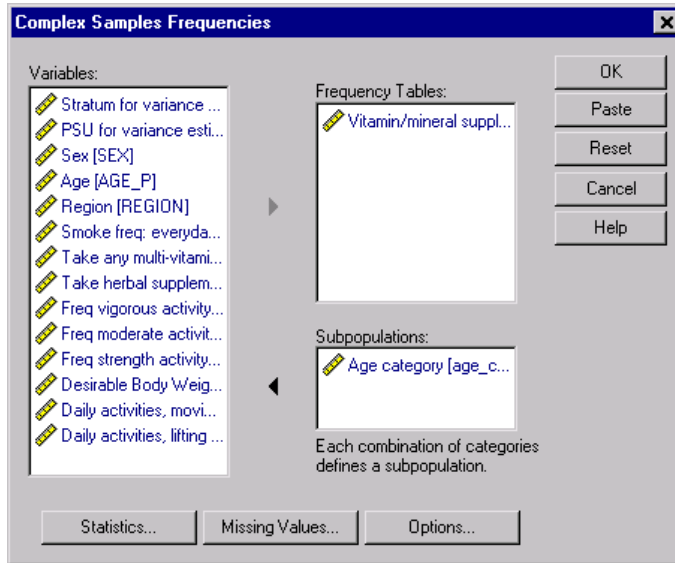 Complex Samples Frequencies
Variables:
Stratum for variance ...
PSU for variance esti...
Sex [SEX]
Age [AGE_P]
Region [REGION]
Smoke freq: everyda...
Take any multi-vitami...
Take herbal supplem...
Freq vigorous activity...
Freq moderate activit...
Freq strength activity...
Desirable Body Weig...
Daily activities, movi...
Daily activities, lifting ...
Frequency Tables:
Vitamin/mineral suppl...
Subpopulations:
Age category [age_c...
Each combination of categories
defines a subpopulation.
OK
Paste
Reset
Cancel
Help
Statistics...
Missing Values...
Options...